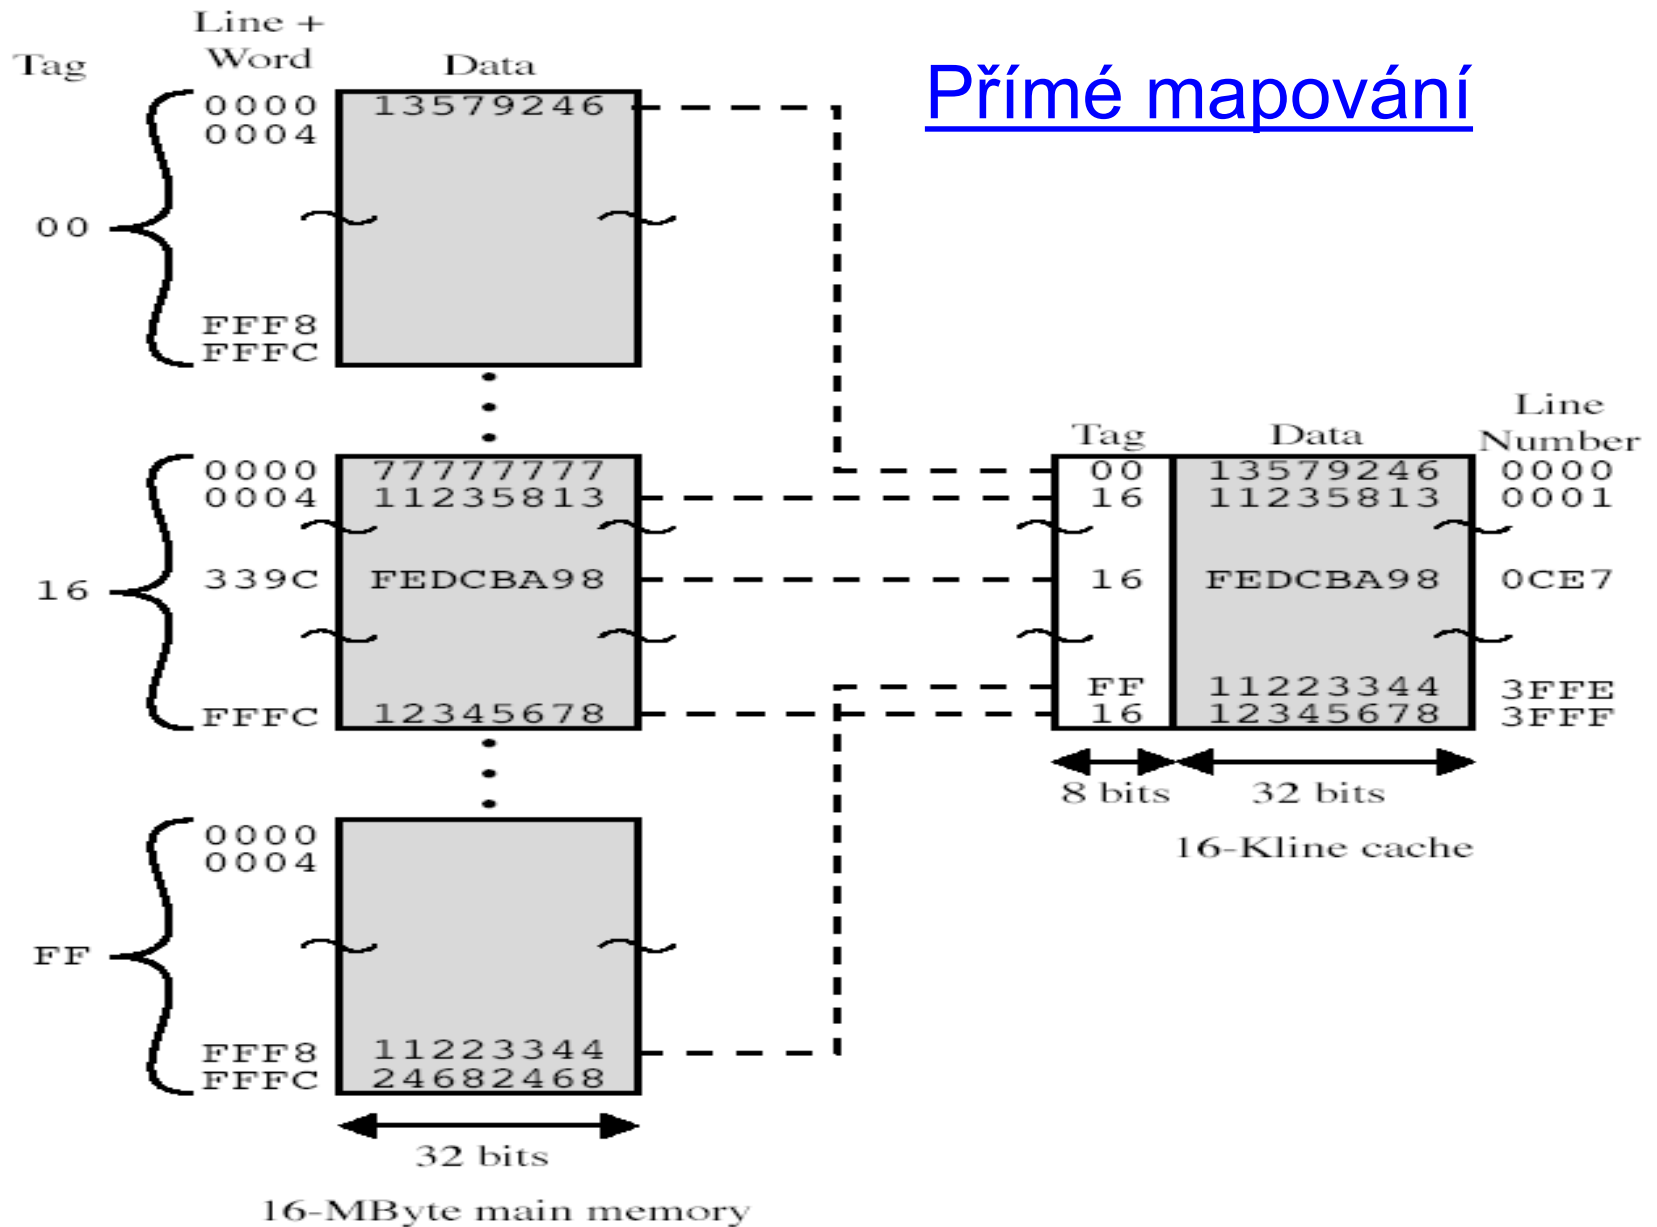 Přímé mapování
Tag
Line +
Word
Data
00
0000
13579246
0004
FFF8
FFFC
16
0000
77777777
0004
11235813
339C
FEDCBA98
FFFC
12345678
FF
0000
0004
FFF8
11223344
FFFC
24682468
32 bits
16-MByte main memory
Tag
Data
Line
Number
00
13579246
0000
16
11235813
0001
16
FEDCBA98
0CE7
FF
11223344
3FFE
16
12345678
3FFF
8 bits
32 bits
16-Kline cache